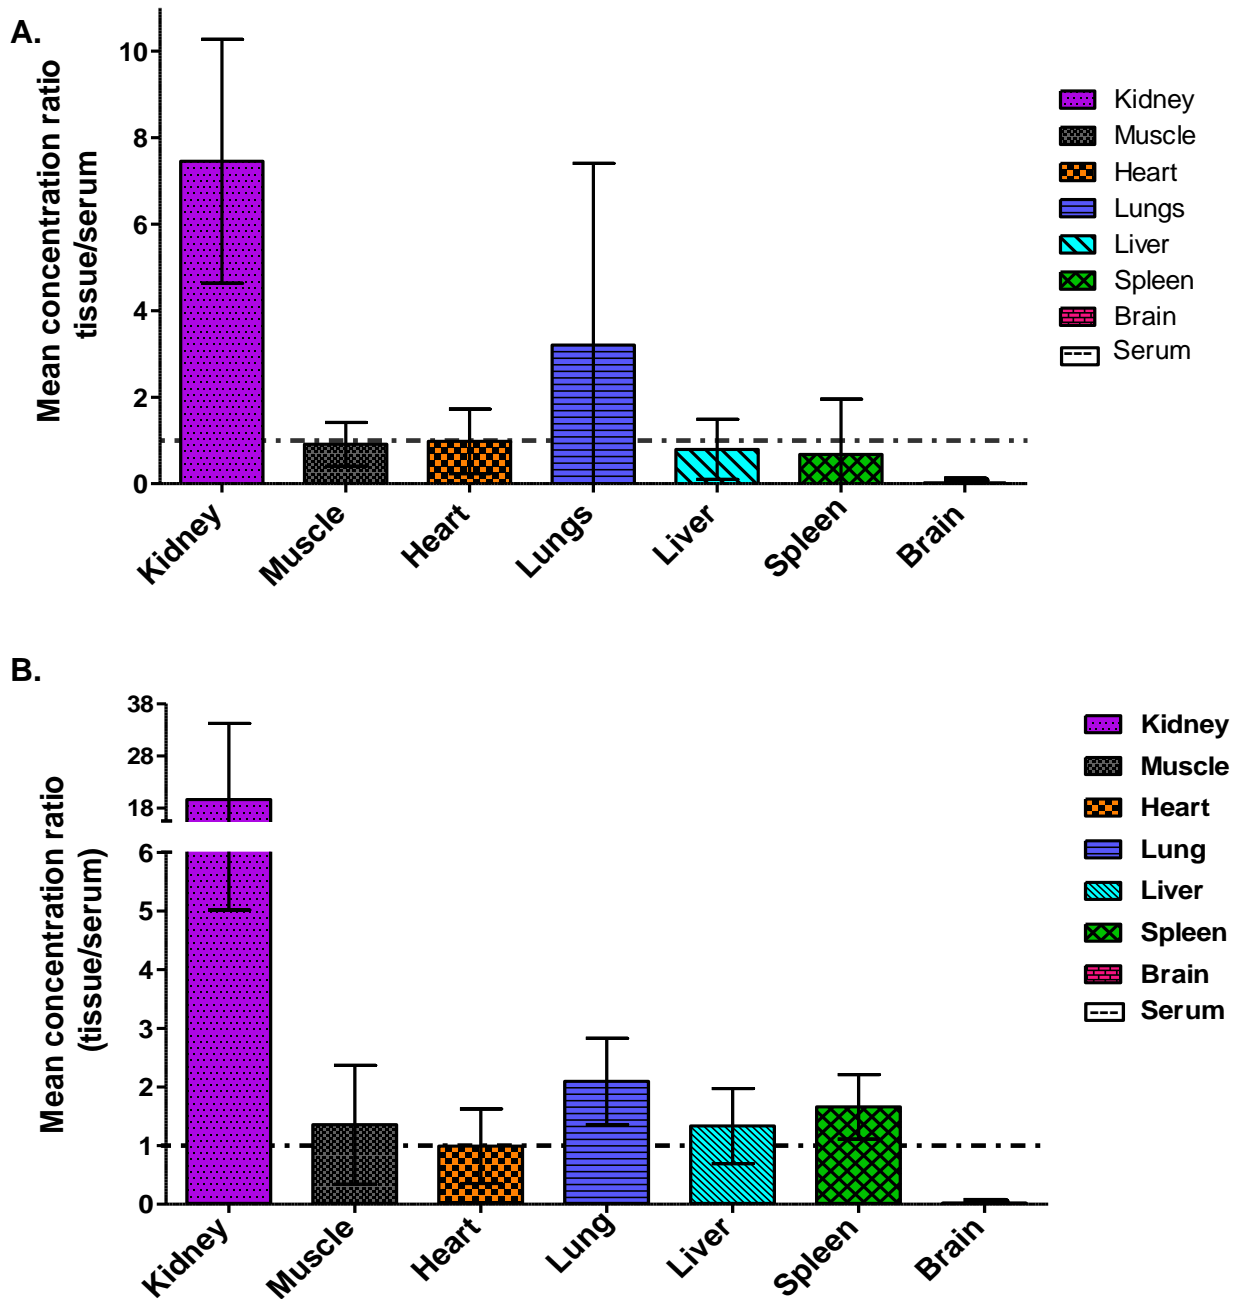 A.
Mean concentration ratio
tissue/serum
10
8
6
4
2
0
Kidney
Muscle
Heart
Lungs
Liver
Spleen
Brain
Kidney
Muscle
Heart
Lungs
Liver
Spleen
Brain
Serum
B.
Mean concentration ratio
(tissue/serum)
38
28
18
6
5
4
3
2
1
0
Kidney
Muscle
Heart
Lung
Liver
Spleen
Brain
Kidney
Muscle
Heart
Lung
Liver
Spleen
Brain
Serum